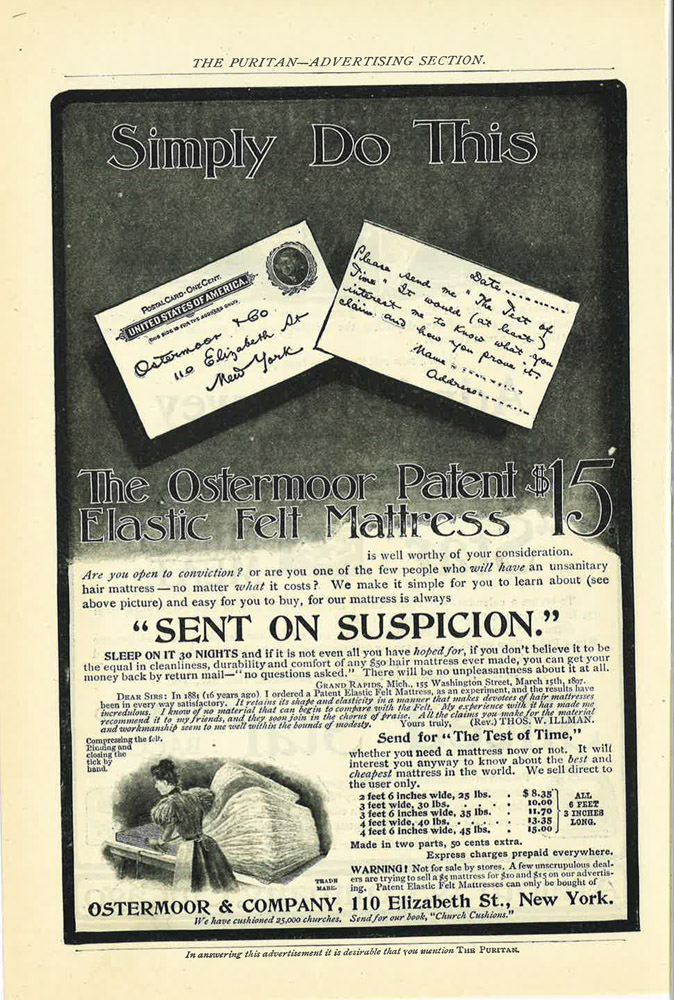 THE PURITAN—ADVERTISING SECTION.
Simply Do This
POSTAL CARD-ONE CENT.
UNITED STATES OF AMERICA.
THIS SIDE IS FOR THE ADDRESS ONLY.
Ostermoor & Co
110 Elizabeth St
New York
Date
Please send me "The Test of
Time" It would (at least)
interest me to know what you
claim and how you prove it.
Name
Address
The Ostermoor Patent $15
Elastic Felt Mattress
is well worthy of your consideration.
Are you open to conviction? or are you one of the few people who will have an unsanitary
hair mattress—no matter what it costs? We make it simple for you to learn about (see
above picture) and easy for you to buy, for our mattress is always
"SENT ON SUSPICION."
SLEEP ON IT 30 NIGHTS and if it is not even all you have hoped for, if you don't believe it to be
the equal in cleanliness, durability and comfort of any $50 hair mattress ever made, you can get your
money back by return mail—"no questions asked." There will be no unpleasantness about it at all.
GRAND RAPIDS, Mich., 155 Washington Street, March 15th, 1897.
DEAR SIRS: In 1881 (16 years ago) I ordered a Patent Elastic Felt Mattress, as an experiment, and the results have
been in every way satisfactory. It retains its shape and elasticity in a manner that makes devotees of hair mattresses
incredulous. I know of no material that can begin to compare with the Felt. My experience with it has made me
recommend it to my friends, and they soon join in the chorus of praise. All the claims you make for the material
and workmanship seem to me well within the bounds of modesty. Yours truly, (Rev.) THOS. W. ILLMAN.
Compressing the felt.
Picking and
closing the
tick by
hand.
TRADE
MARK.
Send for "The Test of Time,"
whether you need a mattress now or not. It will
interest you anyway to know about the best and
cheapest mattress in the world. We sell direct to
the user only.
2 feet 6 inches wide, 25 lbs. . $ 8.35
3 feet wide, 30 lbs. . . . . 10.00
3 feet 6 inches wide, 35 lbs. . 11.70
4 feet wide, 40 lbs. . . . . 13.35
4 feet 6 inches wide, 45 lbs. . 15.00
ALL
6 FEET
3 INCHES
LONG.
Made in two parts, 50 cents extra.
Express charges prepaid everywhere.
WARNING! Not for sale by stores. A few unscrupulous deal-
ers are trying to sell a $5 mattress for $10 and $15 on our advertis-
ing. Patent Elastic Felt Mattresses can only be bought of
OSTERMOOR & COMPANY, 110 Elizabeth St., New York.
We have cushioned 25,000 churches. Send for our book, "Church Cushions."
In answering this advertisement it is desirable that you mention THE PURITAN.